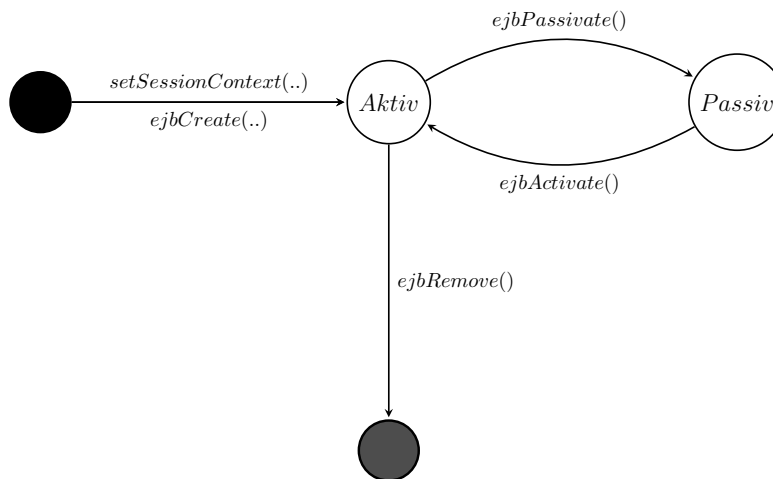 ejbPassivate()
setSessionContext(..)
Aktiv
Passiv
ejbCreate(..)
ejbActivate()
ejbRemove()